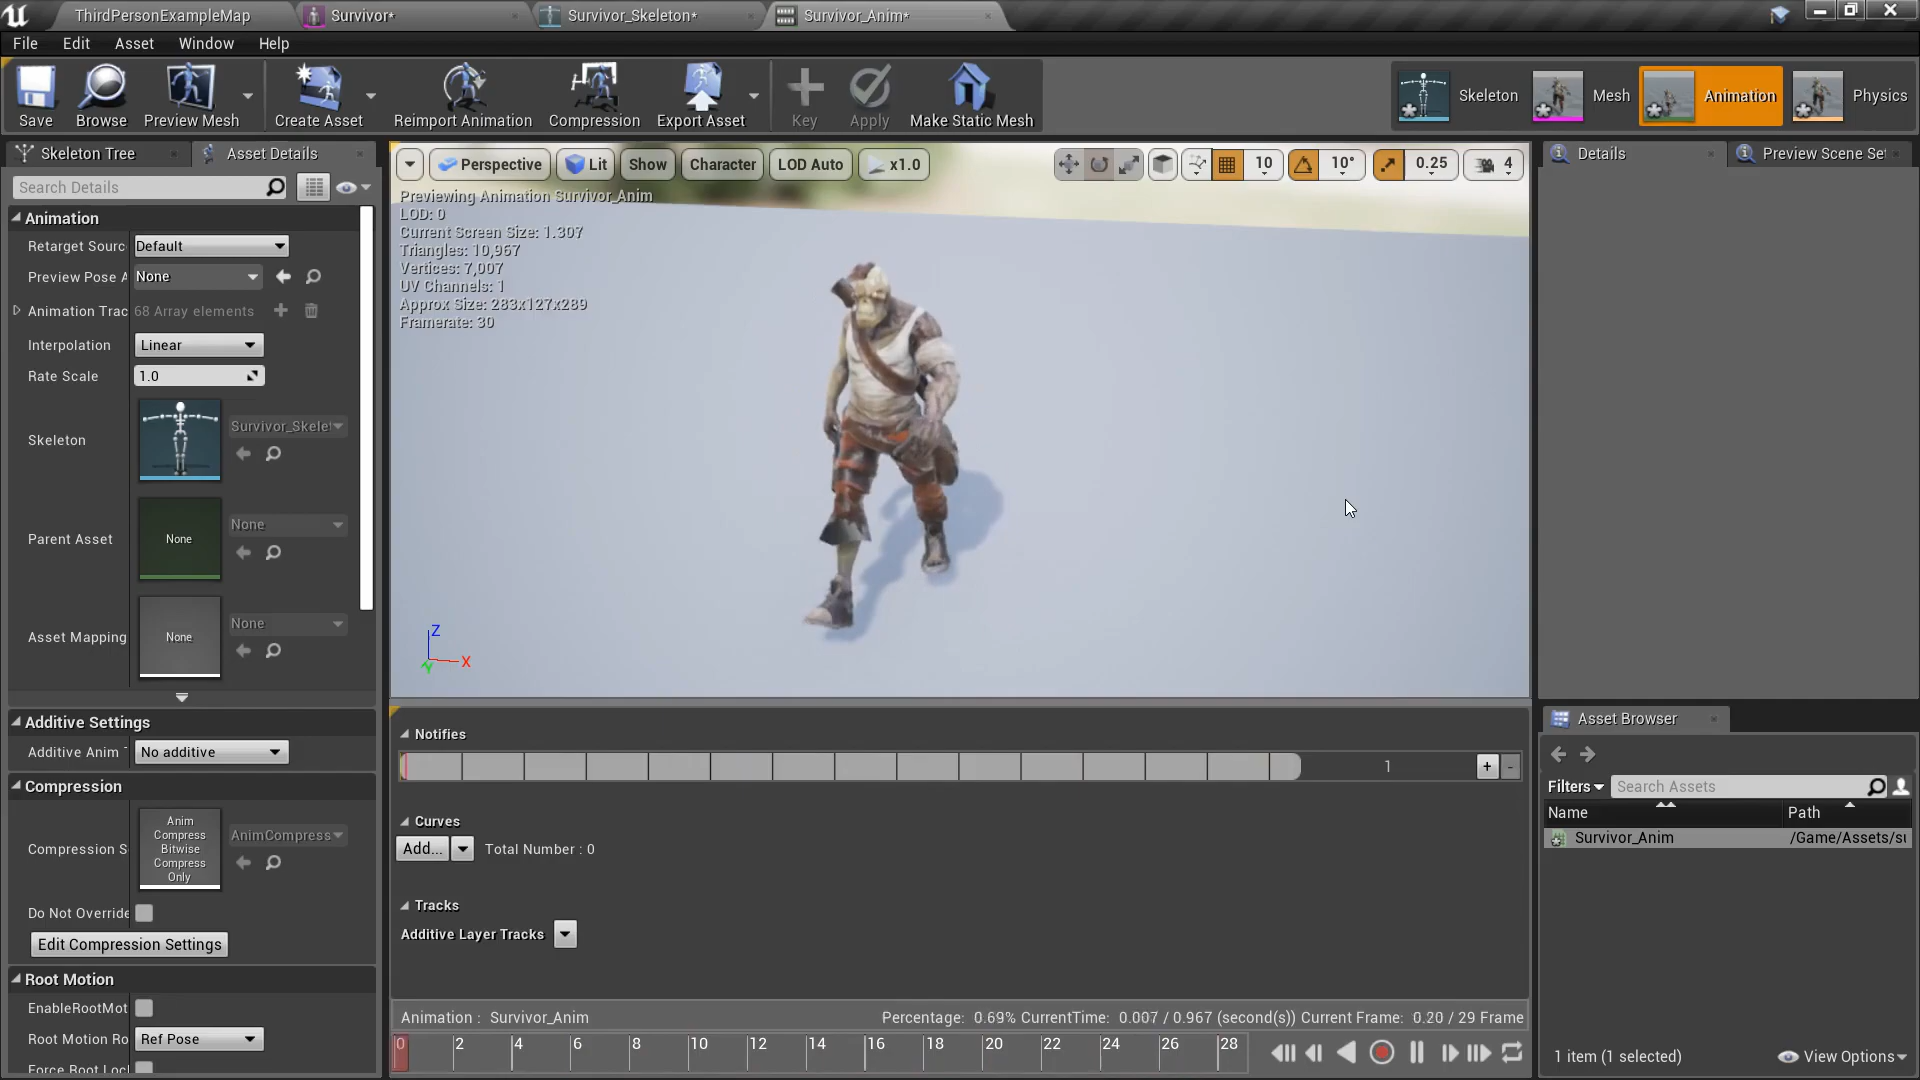 ThirdPersonExampleMap
Survivor*
Survivor_Skeleton*
Survivor_Anim*
File Edit Asset Window Help
Save
Browse
Preview Mesh
Create Asset
Reimport Animation
Compression
Export Asset
Key
Apply
Make Static Mesh
Skeleton
Mesh
Animation
Physics
Skeleton Tree
Asset Details
Search Details
Animation
Retarget Sourc Default
Preview Pose A None
Animation Trac 68 Array elements
Interpolation Linear
Rate Scale 1.0
Skeleton Survivor_Skelet
Parent Asset None None
Asset Mapping None None
Additive Settings
Additive Anim No additive
Compression
Compression S
Anim
Compress
Bitwise
Compress
Only
AnimCompress
Do Not Override
Edit Compression Settings
Root Motion
EnableRootMot
Root Motion Ro Ref Pose
Force Root Loc
Perspective Lit Show Character LOD Auto x1.0
10 10° 0.25 4
Previewing Animation Survivor_Anim
LOD: 0
Current Screen Size: 1.307
Triangles: 10,967
Vertices: 7,007
UV Channels: 1
Approx Size: 283x127x289
Framerate: 30
Z
X
Y
Notifies
1 + -
Curves
Add... Total Number : 0
Tracks
Additive Layer Tracks
Animation : Survivor_Anim
Percentage: 0.69% CurrentTime: 0.007 / 0.967 (second(s)) Current Frame: 0.20 / 29 Frame
0 2 4 6 8 10 12 14 16 18 20 22 24 26 28
Details
Preview Scene Set
Asset Browser
Filters Search Assets
Name Path
Survivor_Anim /Game/Assets/su
1 item (1 selected) View Options